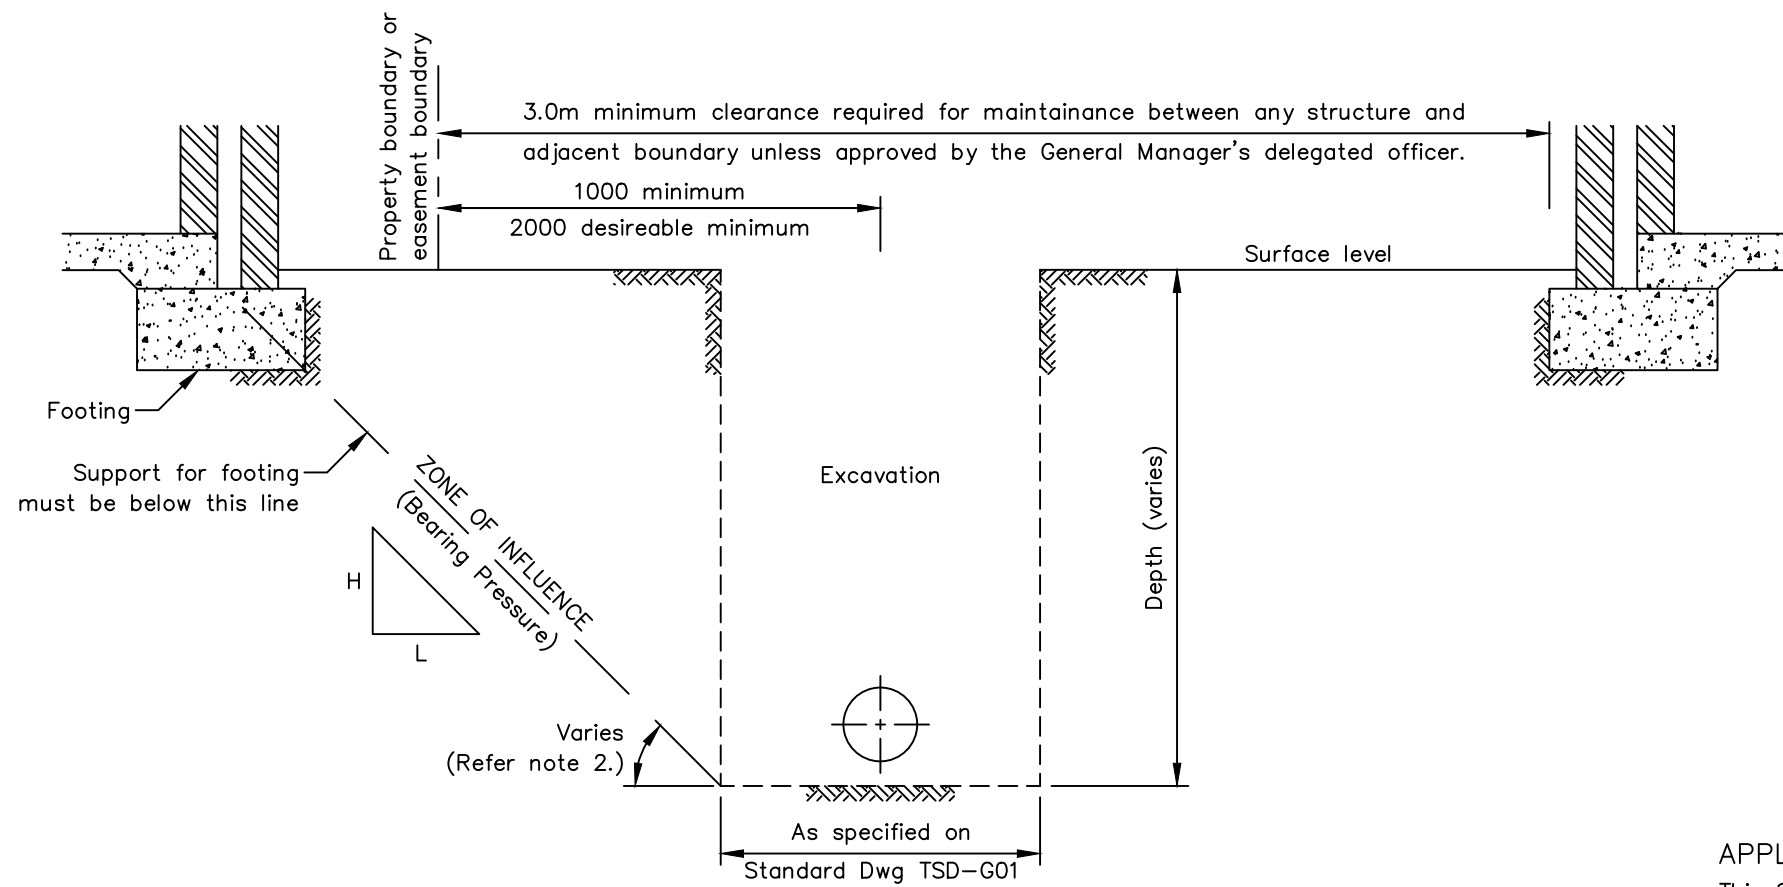 Property boundary or
easement boundary
3.0m minimum clearance required for maintainance between any structure and
adjacent boundary unless approved by the General Manager's delegated officer.
1000 minimum
2000 desireable minimum
Surface level
Footing
Support for footing
must be below this line
Excavation
Depth (varies)
ZONE OF INFLUENCE
(Bearing Pressure)
H
L
Varies
(Refer note 2.)
As specified on
Standard Dwg TSD-G01
APPL